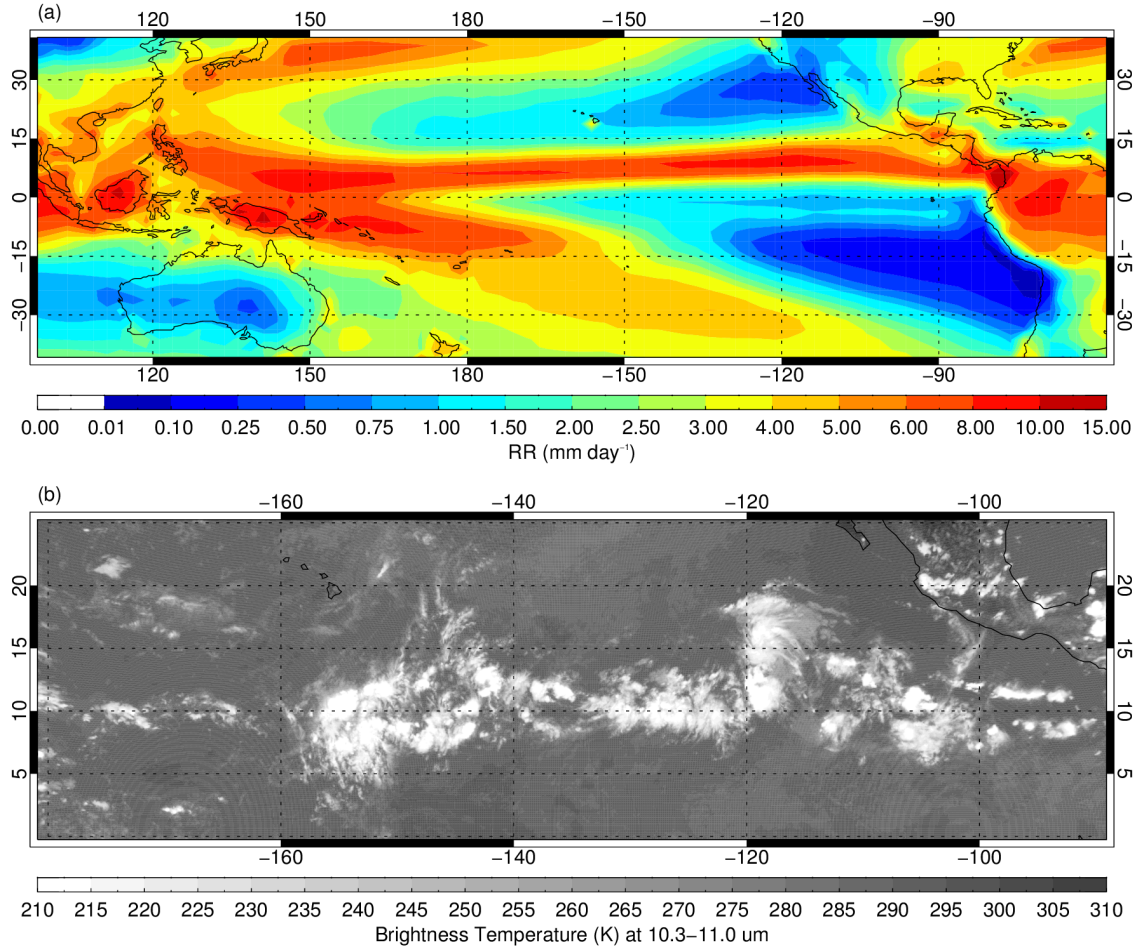 (a)
120 150 180 −150 −120 −90
30 30
15 15
0 0
−15 −15
−30 −30
120 150 180 −150 −120 −90
0.00 0.01 0.10 0.25 0.50 0.75 1.00 1.50 2.00 2.50 3.00 4.00 5.00 6.00 8.00 10.00 15.00
RR (mm day⁻¹)
(b)
−160 −140 −120 −100
20 20
15 15
10 10
5 5
−160 −140 −120 −100
210 215 220 225 230 235 240 245 250 255 260 265 270 275 280 285 290 295 300 305 310
Brightness Temperature (K) at 10.3−11.0 um